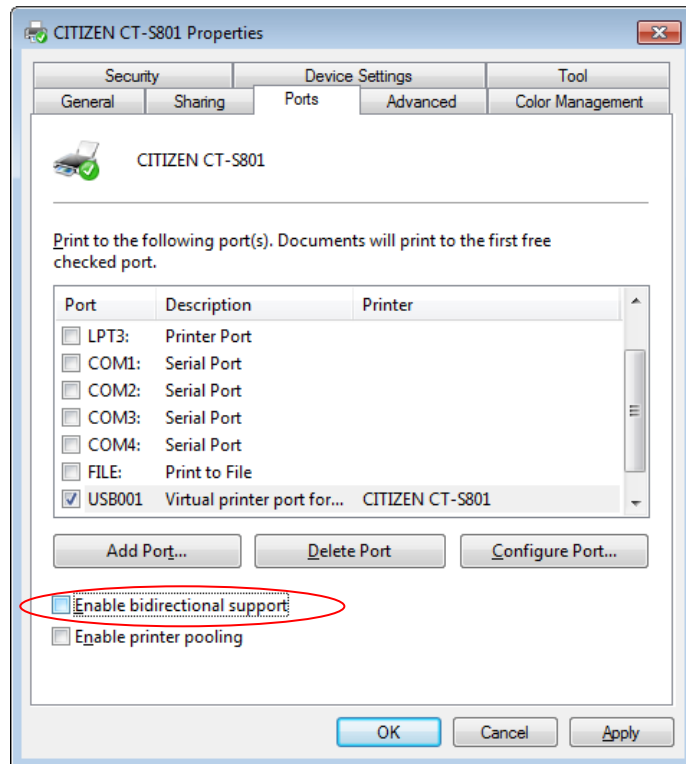 CITIZEN CT-S801 Properties
Security Device Settings Tool
General Sharing Ports Advanced Color Management
CITIZEN CT-S801
Print to the following port(s). Documents will print to the first free
checked port.
Port Description Printer
LPT3: Printer Port
COM1: Serial Port
COM2: Serial Port
COM3: Serial Port
COM4: Serial Port
FILE: Print to File
USB001 Virtual printer port for... CITIZEN CT-S801
Add Port... Delete Port Configure Port...
Enable bidirectional support
Enable printer pooling
OK Cancel Apply